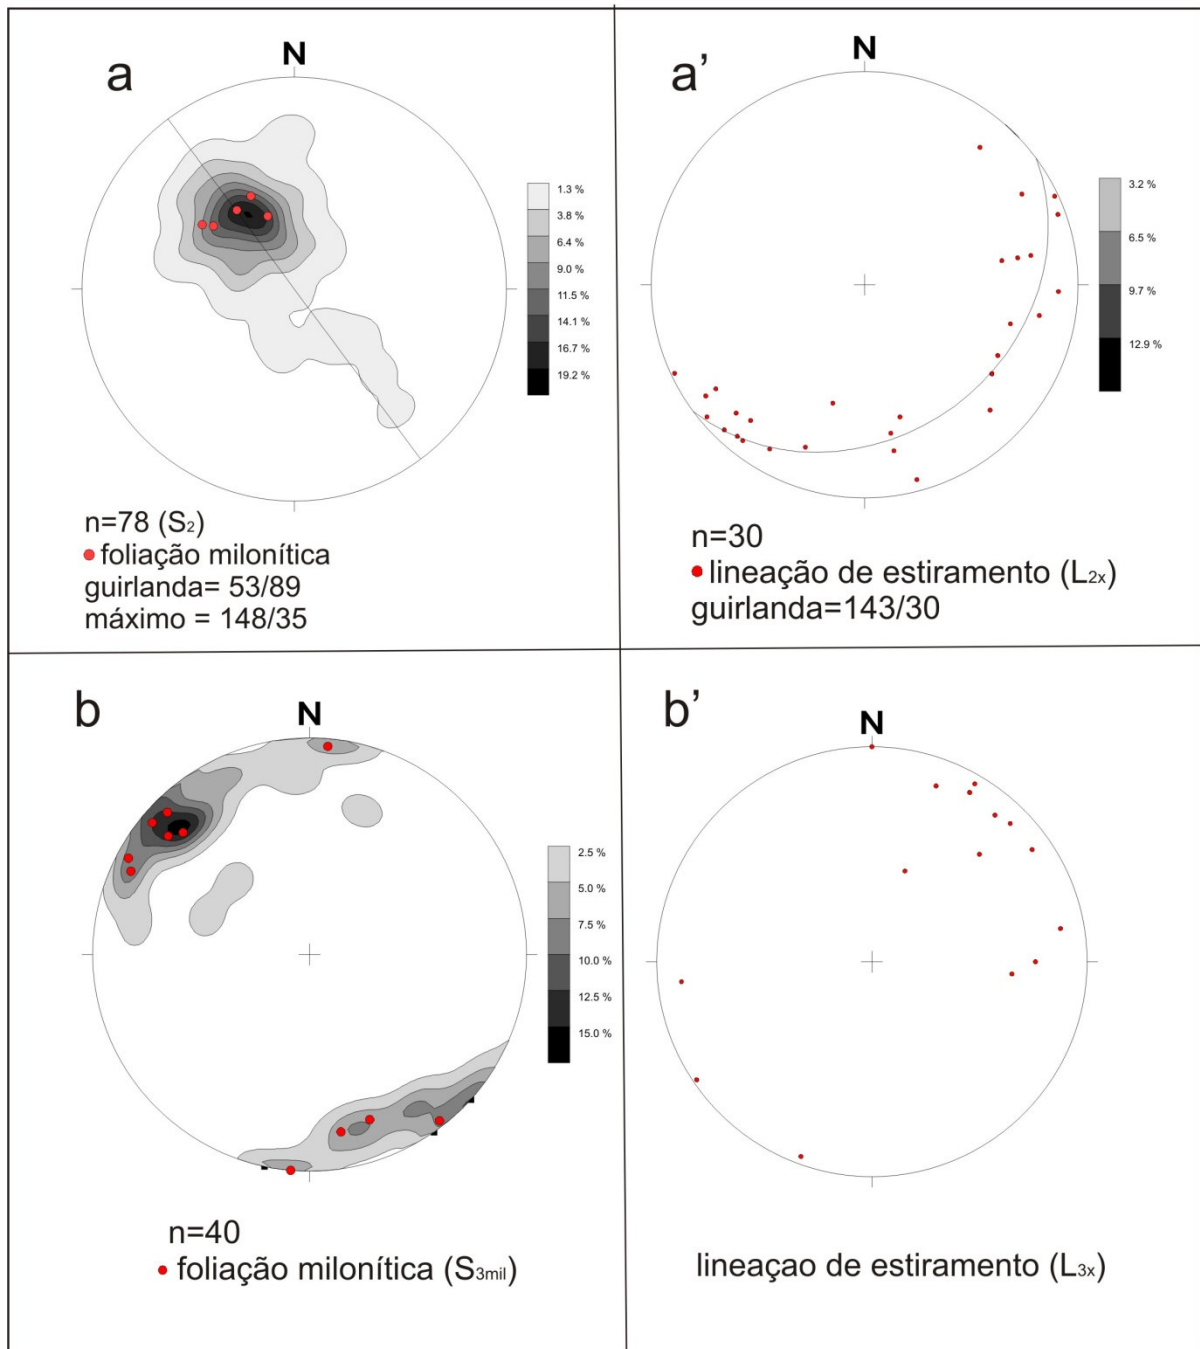 a
N
1.3 %
3.8 %
6.4 %
9.0 %
11.5 %
14.1 %
16.7 %
19.2 %
n=78 (S2)
foliação milonítica
guirlanda= 53/89
máximo = 148/35
a’
N
3.2 %
6.5 %
9.7 %
12.9 %
n=30
lineação de estiramento (L2x)
guirlanda=143/30
b
N
2.5 %
5.0 %
7.5 %
10.0 %
12.5 %
15.0 %
n=40
foliação milonítica (S3mil)
b’
N
lineaçao de estiramento (L3x)